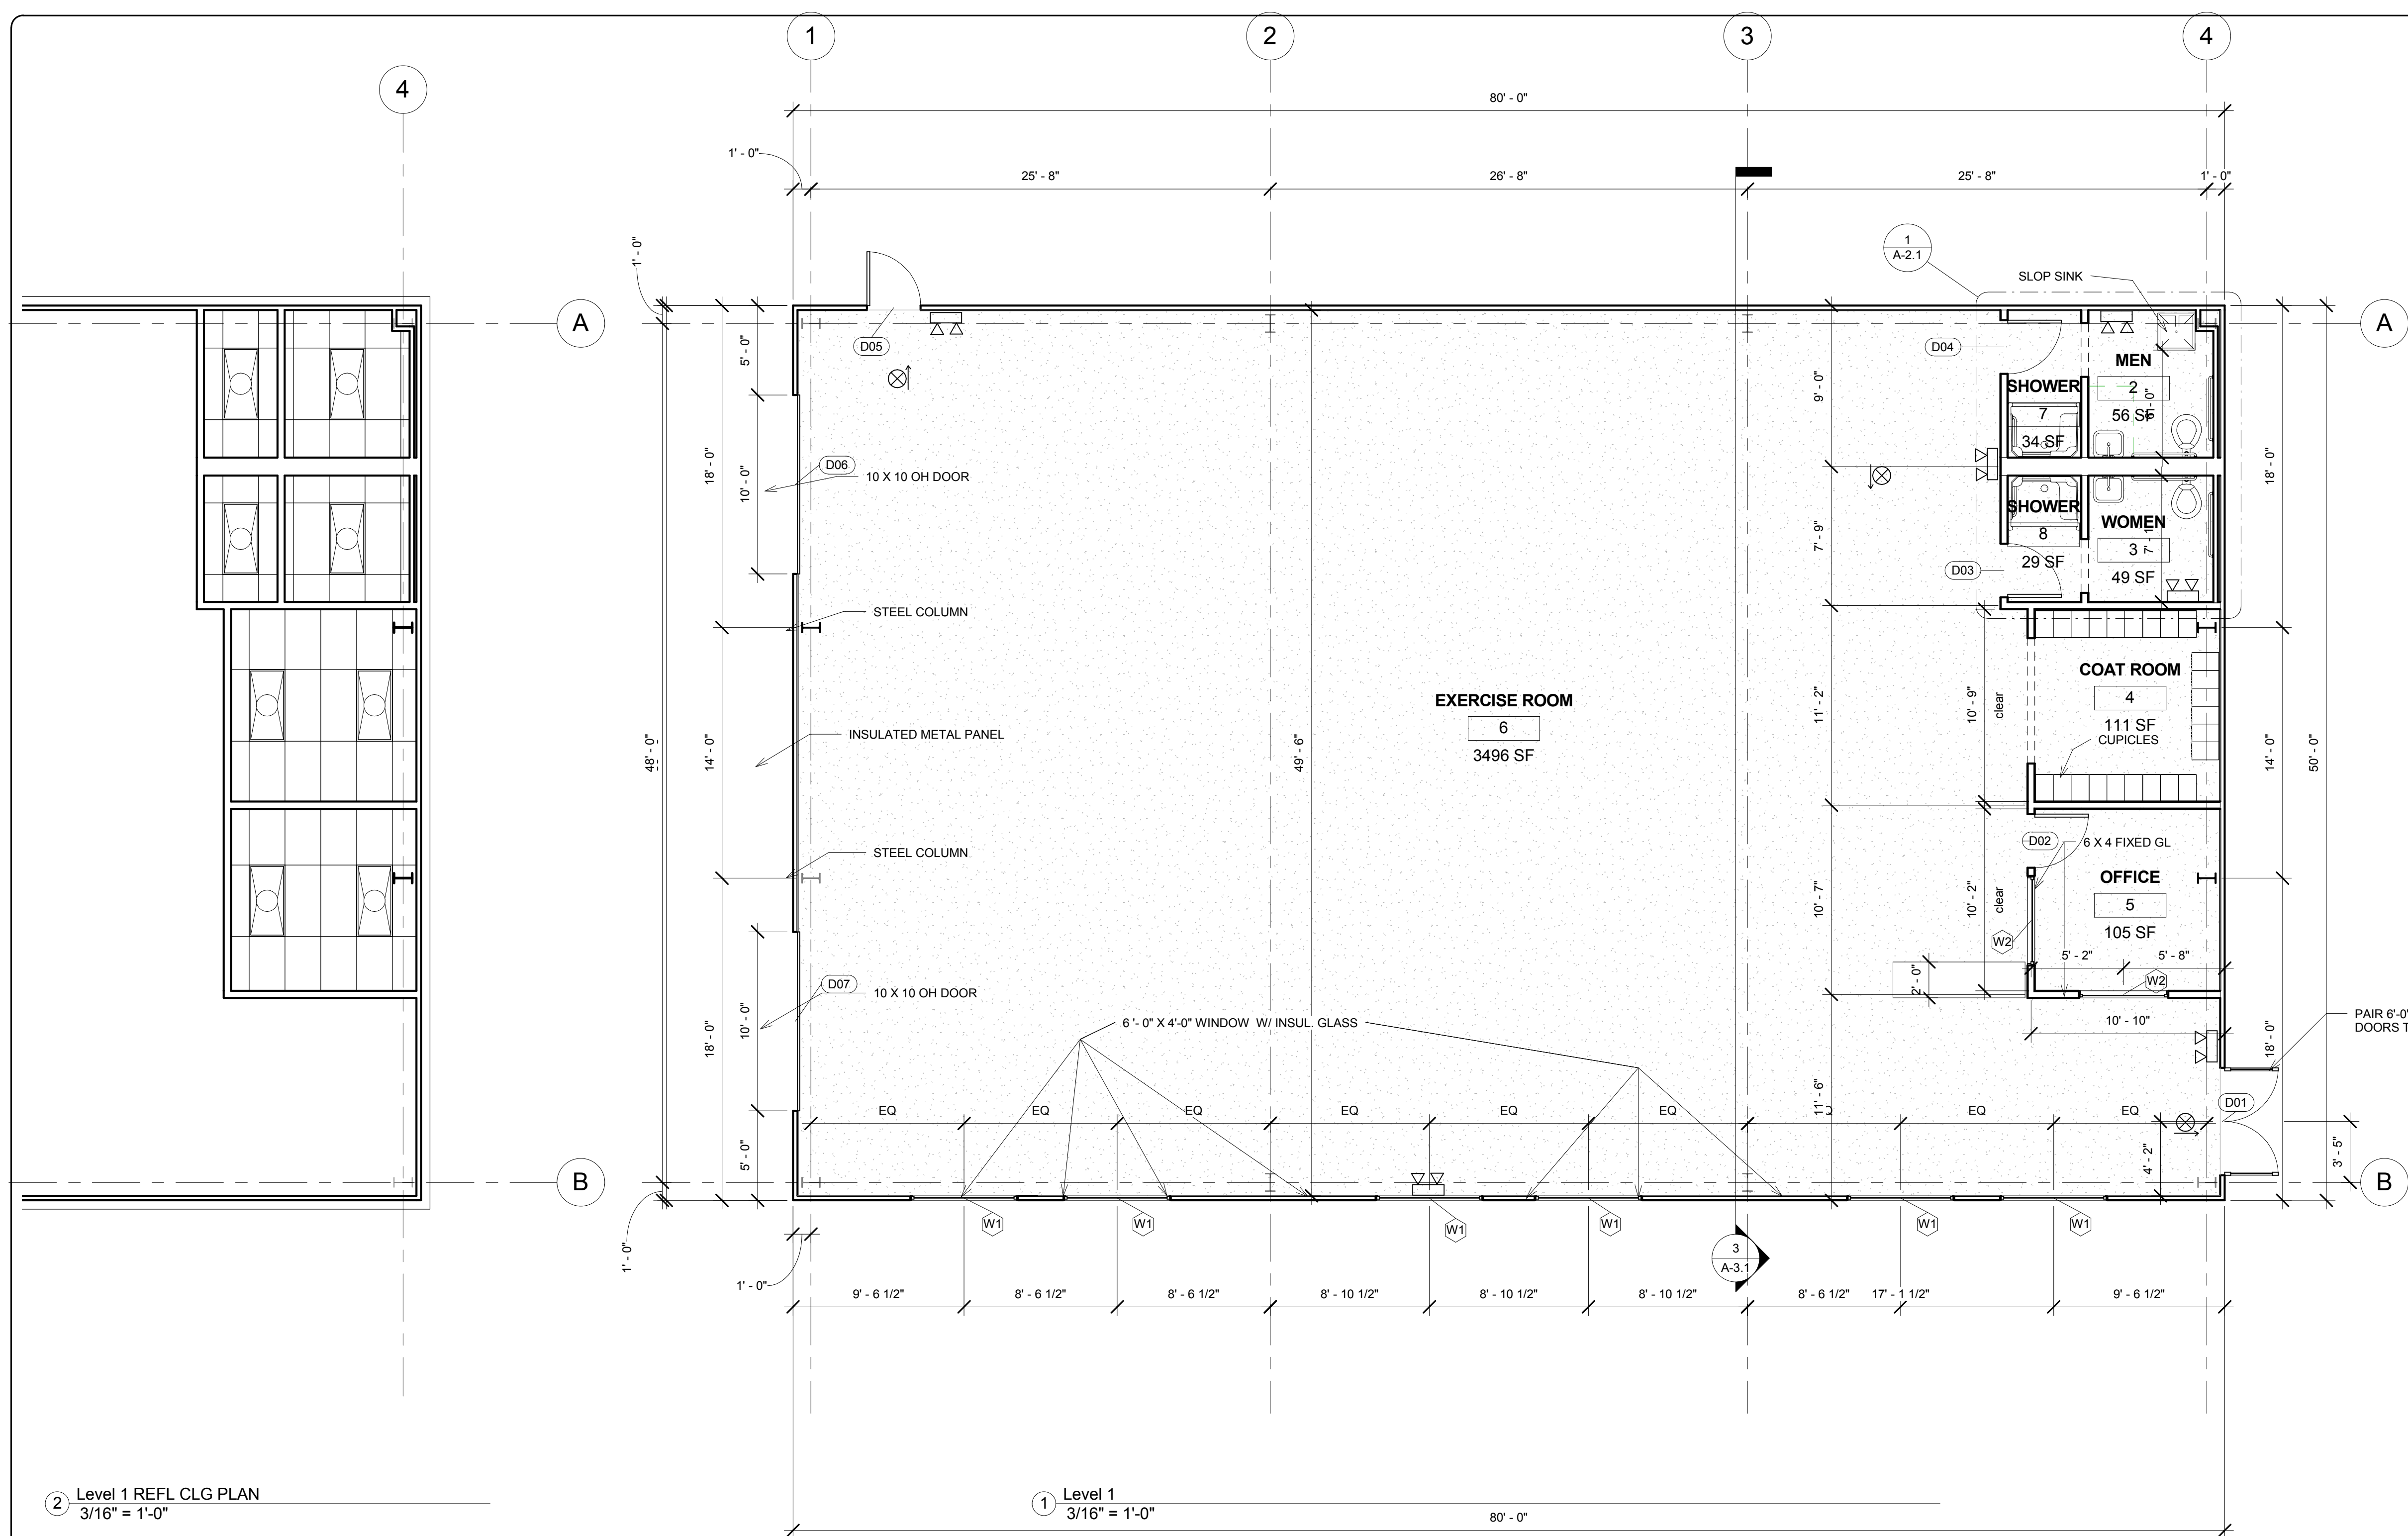 1
2
3
4
4
80' - 0"
1' - 0"
25' - 8"
26' - 8"
25' - 8"
1' - 0"
1' - 0"
1
A-2.1
SLOP SINK
A
A
D05
D04
MEN
2
56 SF
SHOWER
7
34 SF
5' - 0"
9' - 0"
18' - 0"
10' - 0"
D06
10 X 10 OH DOOR
18' - 0"
SHOWER
8
29 SF
WOMEN
3
49 SF
7'-9"
D03
STEEL COLUMN
COAT ROOM
4
111 SF
CUPICLES
EXERCISE ROOM
6
3496 SF
11' - 2"
10' - 9"
clear
INSULATED METAL PANEL
48' - 0"
14' - 0"
49' - 6"
14' - 0"
50' - 0"
STEEL COLUMN
D02
6 X 4 FIXED GL
OFFICE
5
105 SF
10' - 7"
10' - 2"
clear
W2
5' - 2"
5' - 8"
W2
2' - 0"
D07
10 X 10 OH DOOR
18' - 0"
10' - 0"
6 '- 0" X 4'-0" WINDOW W/ INSUL. GLASS
10' - 10"
18' - 0"
PAIR 6'-0"
DOORS T
EQ
EQ
EQ
EQ
EQ
EQ
EQ
EQ
11' - 6"
D01
5' - 0"
4' - 2"
3' - 5"
B
B
W1
W1
W1
W1
W1
W1
1' - 0"
1' - 0"
3
A-3.1
9' - 6 1/2"
8' - 6 1/2"
8' - 6 1/2"
8' - 10 1/2"
8' - 10 1/2"
8' - 10 1/2"
8' - 6 1/2"
17' - 1 1/2"
9' - 6 1/2"
2
Level 1 REFL CLG PLAN
3/16" = 1'-0"
1
Level 1
3/16" = 1'-0"
80' - 0"